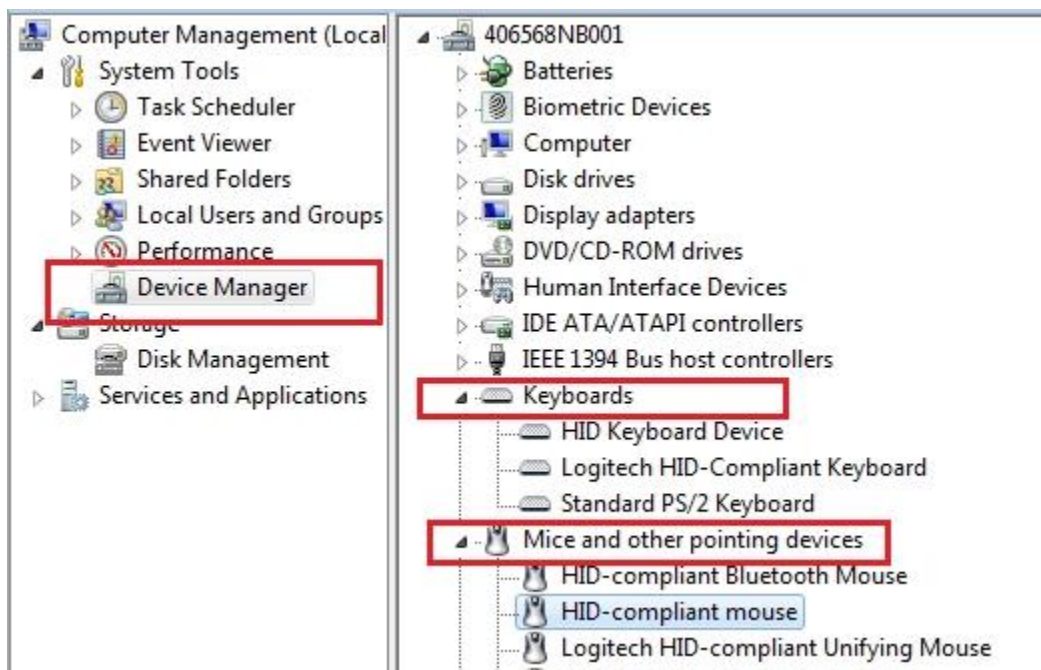 Computer Management (Local
System Tools
Task Scheduler
Event Viewer
Shared Folders
Local Users and Groups
Performance
Device Manager
Storage
Disk Management
Services and Applications
406568NB001
Batteries
Biometric Devices
Computer
Disk drives
Display adapters
DVD/CD-ROM drives
Human Interface Devices
IDE ATA/ATAPI controllers
IEEE 1394 Bus host controllers
Keyboards
HID Keyboard Device
Logitech HID-Compliant Keyboard
Standard PS/2 Keyboard
Mice and other pointing devices
HID-compliant Bluetooth Mouse
HID-compliant mouse
Logitech HID-compliant Unifying Mouse